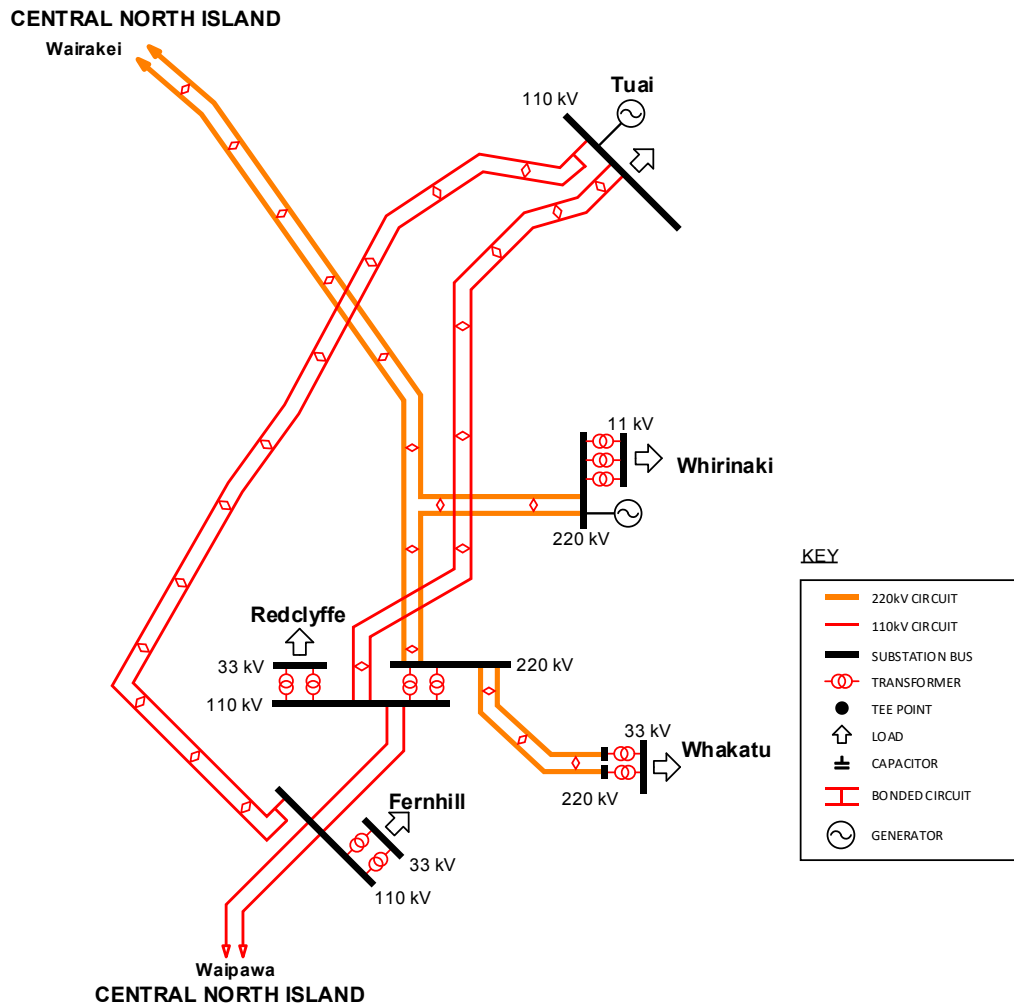 CENTRAL NORTH ISLAND
Wairakei
Tuai
110 kV
11 kV
Whirinaki
220 kV
Redclyffe
33 kV
220 kV
110 kV
33 kV
Whakatu
220 kV
Fernhill
33 kV
110 kV
Waipawa
CENTRAL NORTH ISLAND
KEY
220kV CIRCUIT
110kV CIRCUIT
SUBSTATION BUS
TRANSFORMER
TEE POINT
LOAD
CAPACITOR
BONDED CIRCUIT
GENERATOR